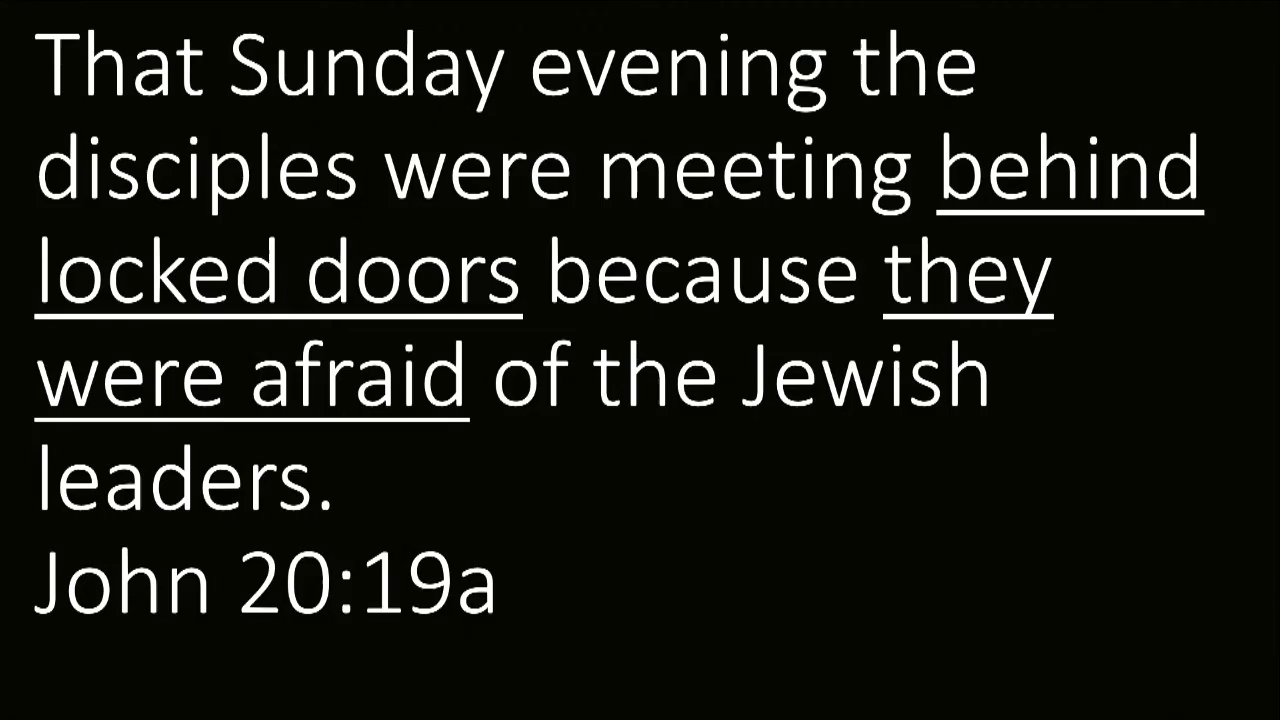 That Sunday evening the
disciples were meeting behind
locked doors because they
were afraid of the Jewish
leaders.
John 20:19a